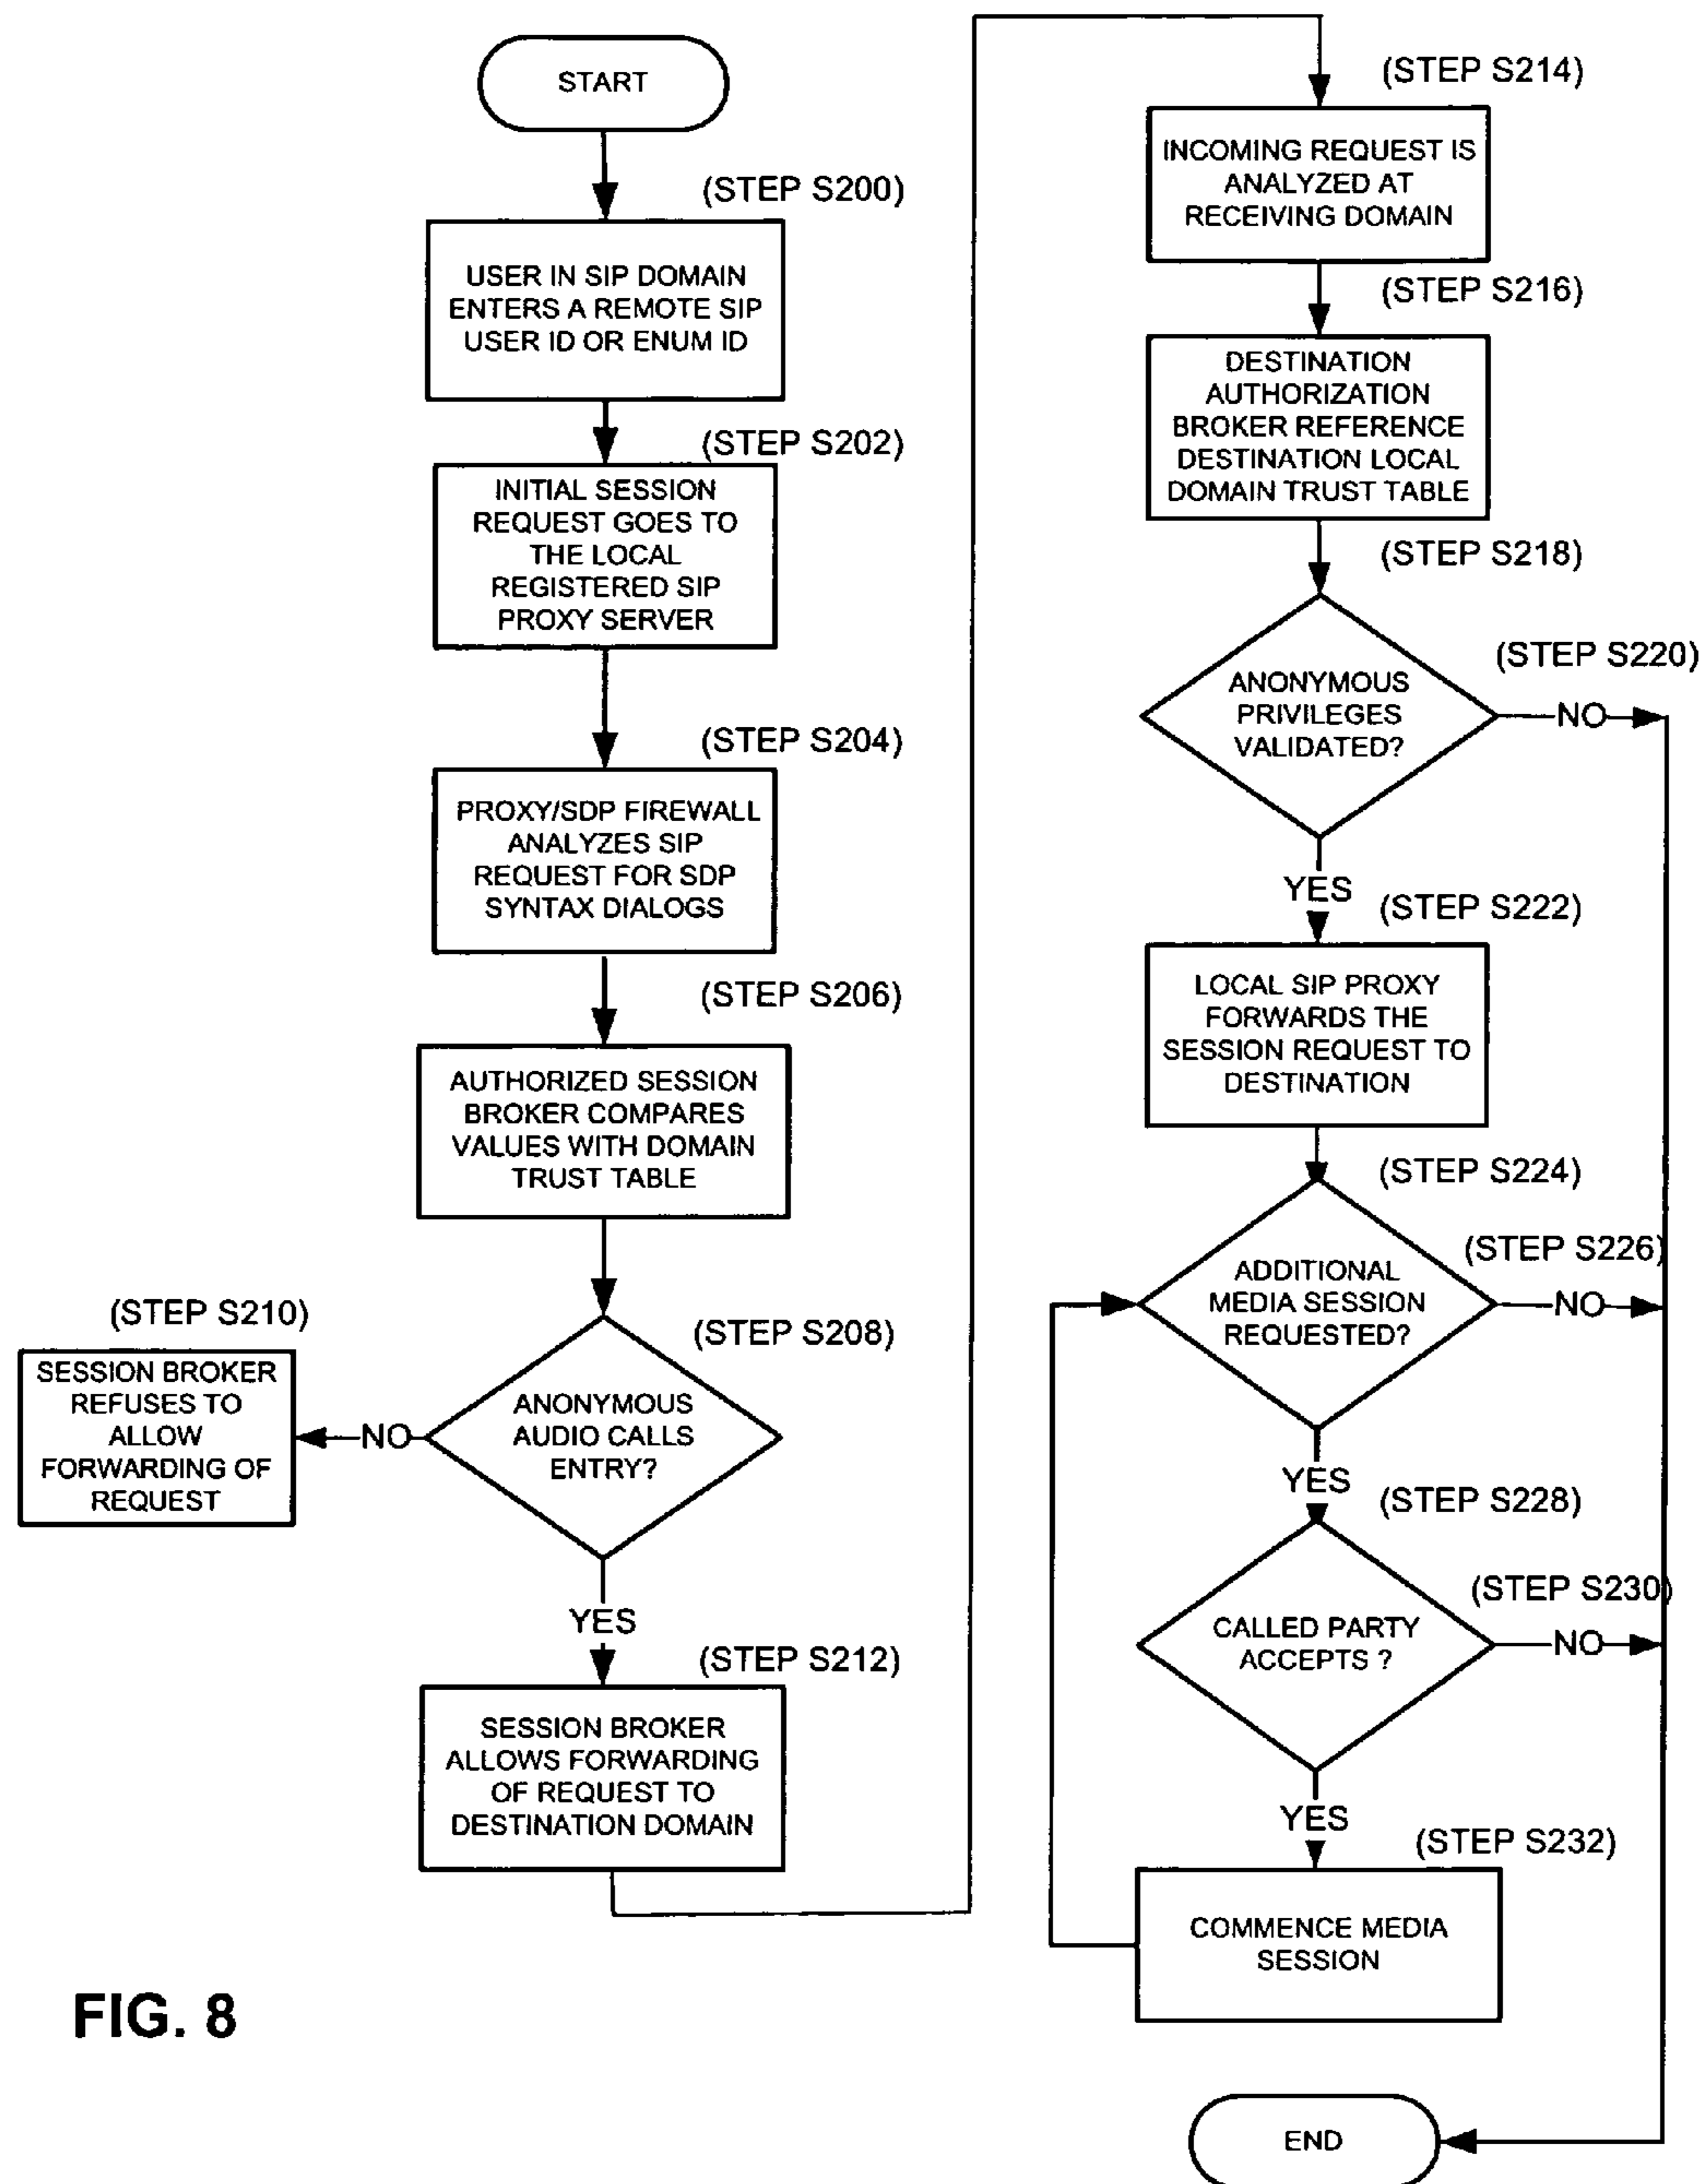 START
(STEP S200)
USER IN SIP DOMAIN
ENTERS A REMOTE SIP
USER ID OR ENUM ID
(STEP S202)
INITIAL SESSION
REQUEST GOES TO
THE LOCAL
REGISTERED SIP
PROXY SERVER
(STEP S204)
PROXY/SDP FIREWALL
ANALYZES SIP
REQUEST FOR SDP
SYNTAX DIALOGS
(STEP S206)
AUTHORIZED SESSION
BROKER COMPARES
VALUES WITH DOMAIN
TRUST TABLE
(STEP S208)
ANONYMOUS
AUDIO CALLS
ENTRY?
NO
(STEP S210)
SESSION BROKER
REFUSES TO
ALLOW
FORWARDING OF
REQUEST
YES
(STEP S212)
SESSION BROKER
ALLOWS FORWARDING
OF REQUEST TO
DESTINATION DOMAIN
(STEP S214)
INCOMING REQUEST IS
ANALYZED AT
RECEIVING DOMAIN
(STEP S216)
DESTINATION
AUTHORIZATION
BROKER REFERENCE
DESTINATION LOCAL
DOMAIN TRUST TABLE
(STEP S218)
ANONYMOUS
PRIVILEGES
VALIDATED?
(STEP S220)
NO
YES
(STEP S222)
LOCAL SIP PROXY
FORWARDS THE
SESSION REQUEST TO
DESTINATION
(STEP S224)
ADDITIONAL
MEDIA SESSION
REQUESTED?
(STEP S226)
NO
YES
(STEP S228)
CALLED PARTY
ACCEPTS ?
(STEP S230)
NO
YES
(STEP S232)
COMMENCE MEDIA
SESSION
END
FIG. 8